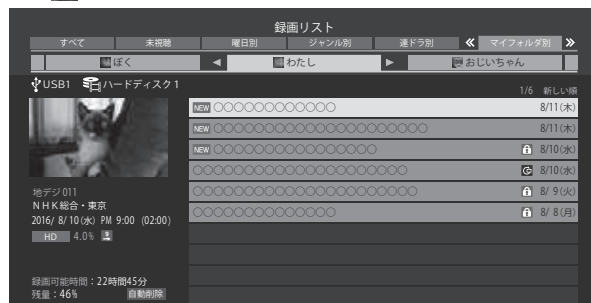 録画リスト
すべて 未視聴 曜日別 ジャンル別 連ドラ別 マイフォルダ別
ぼく わたし おじいちゃん
USB1 ハードディスク1
1/6 新しい順
NEW 〇〇〇〇〇〇〇〇〇〇〇〇 8/11(木)
NEW 〇〇〇〇〇〇〇〇〇〇〇〇〇〇〇〇〇〇〇〇〇 8/11(木)
NEW 〇〇〇〇〇〇〇〇〇〇〇〇〇〇〇〇 8/10(水)
〇〇〇〇〇〇〇〇〇〇〇〇〇〇〇〇〇〇〇〇〇 8/10(水)
〇〇〇〇〇〇〇〇〇〇〇〇〇〇〇〇〇〇〇〇〇〇 8/ 9(火)
〇〇〇〇〇〇〇〇〇〇〇〇〇〇 8/ 8(月)
地デジ011
NHK総合・東京
2016/ 8/10(水) PM 9:00 (02:00)
HD 4.0%
録画可能時間：22時間45分
残量：46% 自動削除